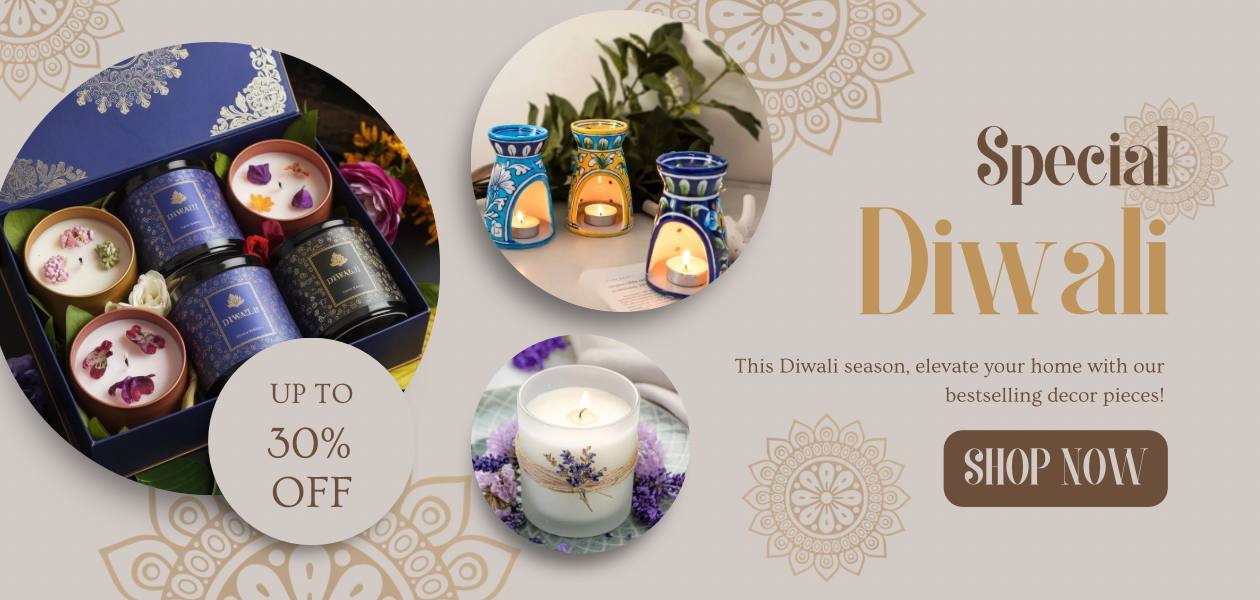 DIWALI
DIWALI
DIWALI
UP TO
30%
OFF
Special
Diwali
This Diwali season, elevate your home with our
bestselling decor pieces!
SHOP NOW